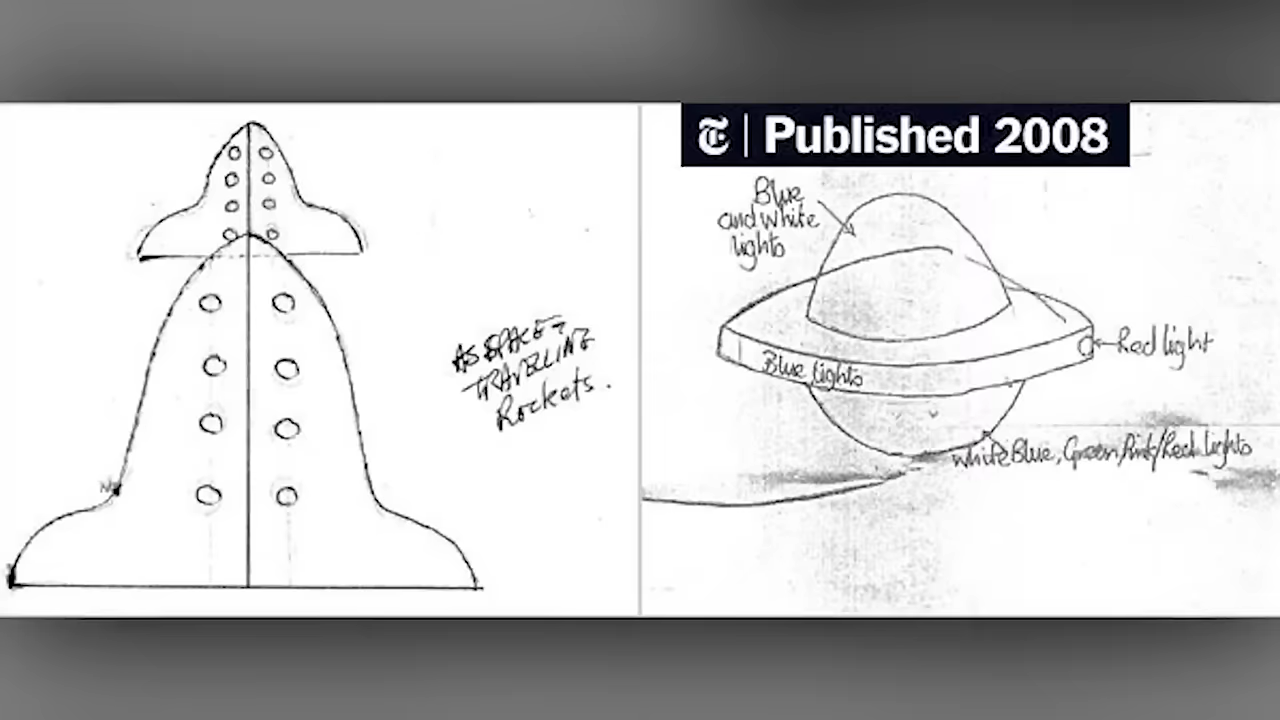 AS SPACE-
TRAVELLING
Rockets.
T | Published 2008
Blue
and white
lights
Red light
Blue lights
White Blue, Green Pink/Red lights